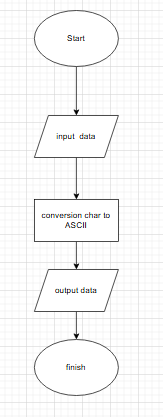 Start
input data
conversion char to
ASCII
output data
finish